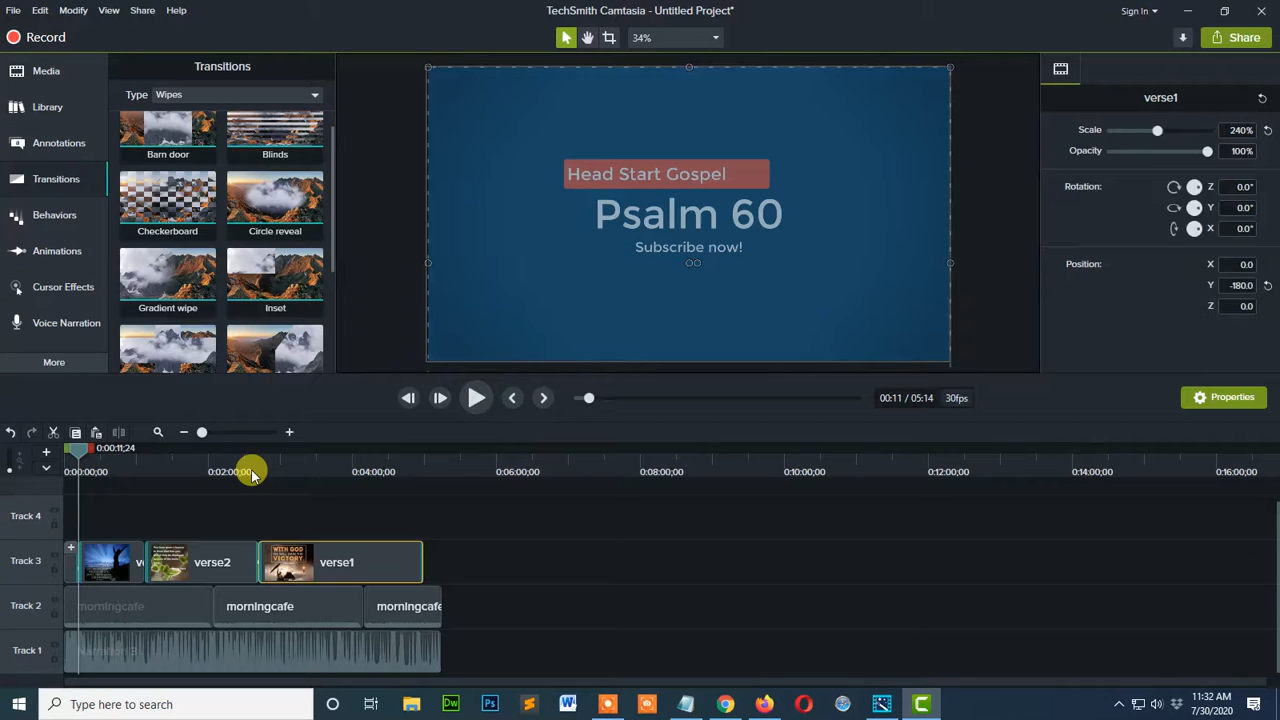 File Edit Modify View Share Help TechSmith Camtasia - Untitled Project* Sign In
Record 34% Share
Media
Library
Annotations
Transitions
Behaviors
Animations
Cursor Effects
Voice Narration
More
Transitions
Type Wipes
Barn door Blinds
Checkerboard Circle reveal
Gradient wipe Inset
Head Start Gospel
Psalm 60
Subscribe now!
verse1
Scale 240%
Opacity 100%
Rotation: Z 0.0°
Y 0.0°
X 0.0°
Position: X 0.0
Y -180.0
Z 0.0
00:11 / 05:14 30fps Properties
0:00:11;24
0:00:00;00 0:02:00;00 0:04:00;00 0:06:00;00 0:08:00;00 0:10:00;00 0:12:00;00 0:14:00;00 0:16:00;00
Track 4
Track 3 verse2 verse1
Track 2 morningcafe morningcafe morningcafe
Track 1 Narration 3
Type here to search
11:32 AM
7/30/2020